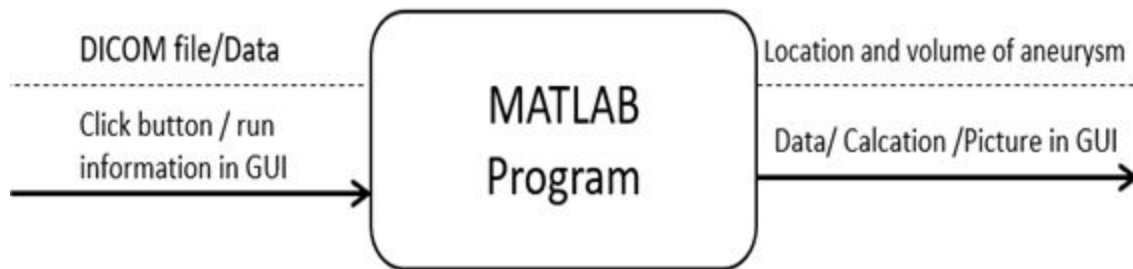 DICOM file/Data
Click button / run
information in GUI
MATLAB
Program
Location and volume of aneurysm
Data/ Calcation /Picture in GUI